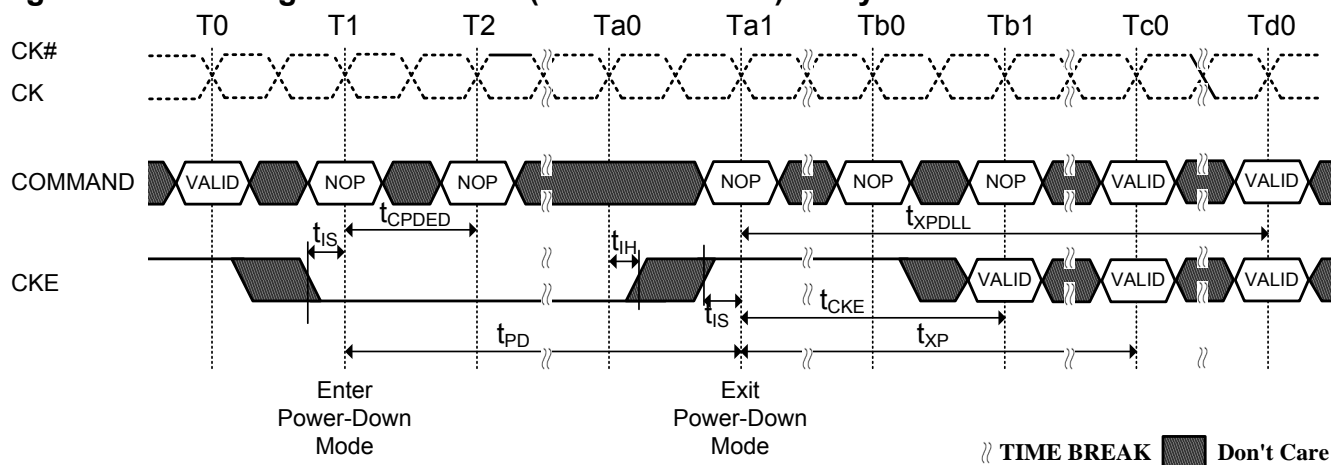 T0 T1 T2 Ta0 Ta1 Tb0 Tb1 Tc0 Td0
CK#
CK
COMMAND VALID NOP NOP NOP NOP NOP VALID VALID
tCPDED tXPDLL
tIS tIH
CKE VALID VALID VALID
tIS tCKE
tPD tXP
Enter Exit
Power-Down Power-Down
Mode Mode
TIME BREAK Don't Care